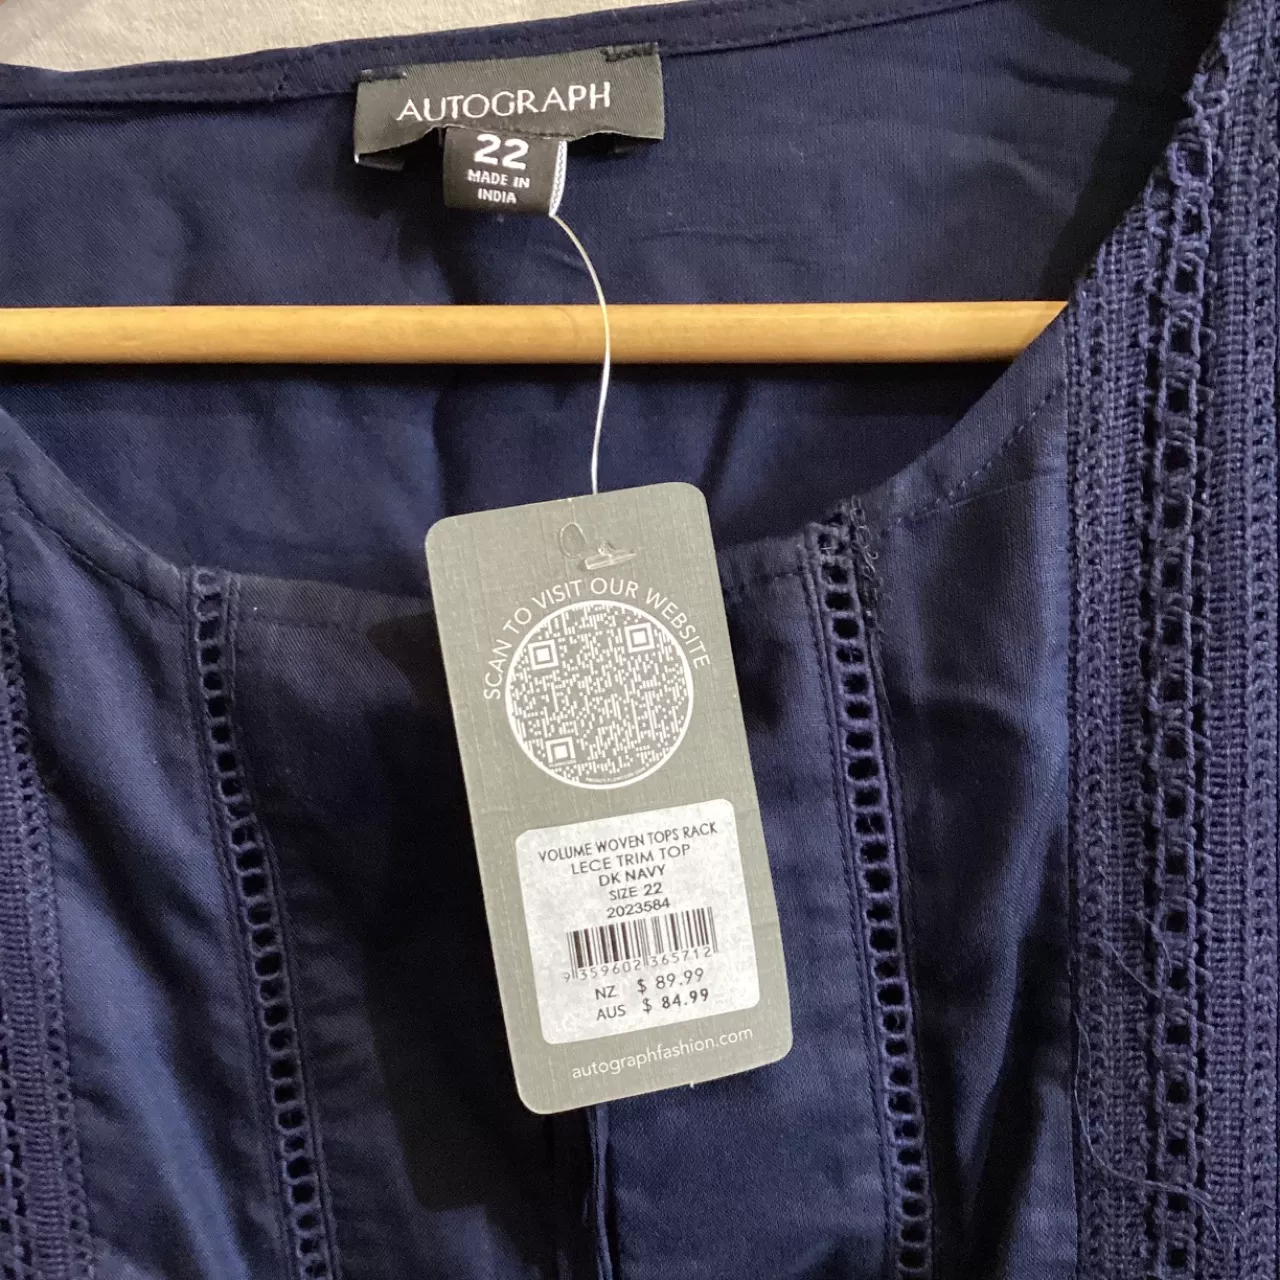 AUTOGRAPH
22
MADE IN
INDIA
SCAN TO VISIT OUR WEBSITE
VOLUME WOVEN TOPS RACK
LECE TRIM TOP
DK NAVY
SIZE 22
2023584
9 359602 365712
NZ $ 89.99
AUS $ 84.99
autographfashion.com